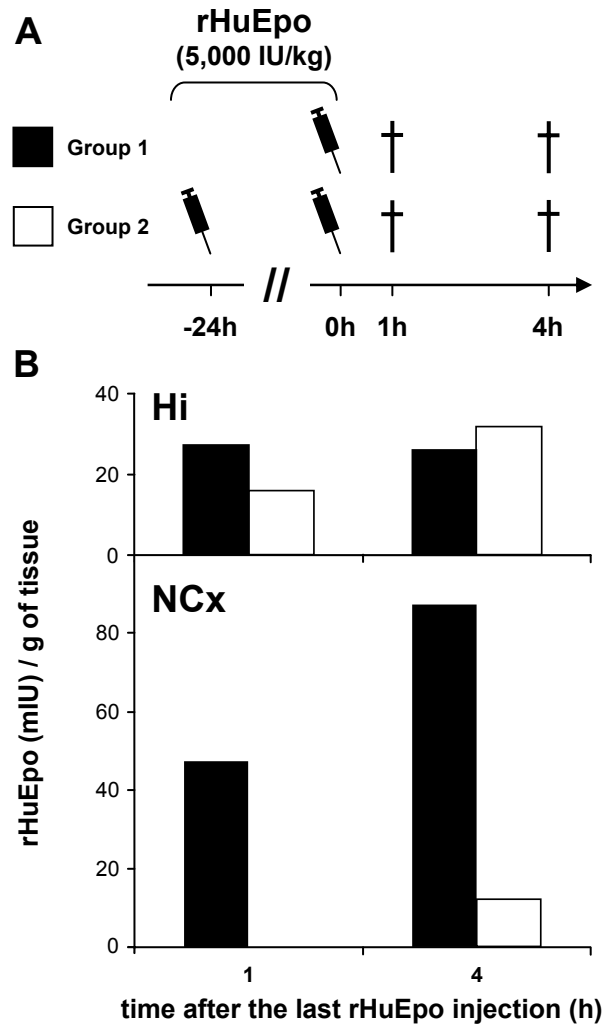 A
rHuEpo
(5,000 IU/kg)
Group 1
Group 2
//
-24h 0h 1h 4h
B
Hi
40
20
0
NCx
80
60
40
20
0
rHuEpo (mIU) / g of tissue
1 4
time after the last rHuEpo injection (h)